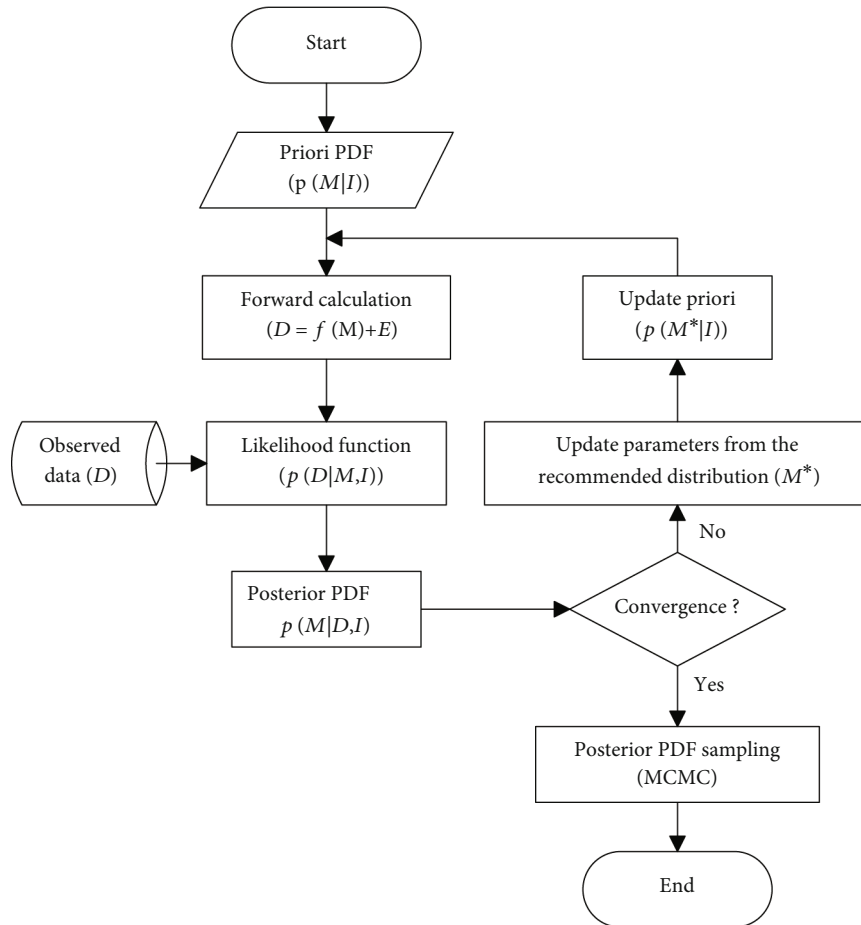 Start
Priori PDF
(p (M|I))
Forward calculation
(D = f (M)+E)
Update priori
(p (M*|I))
Observed
data (D)
Likelihood function
(p (D|M,I))
Update parameters from the
recommended distribution (M*)
No
Posterior PDF
p (M|D,I)
Convergence ?
Yes
Posterior PDF sampling
(MCMC)
End